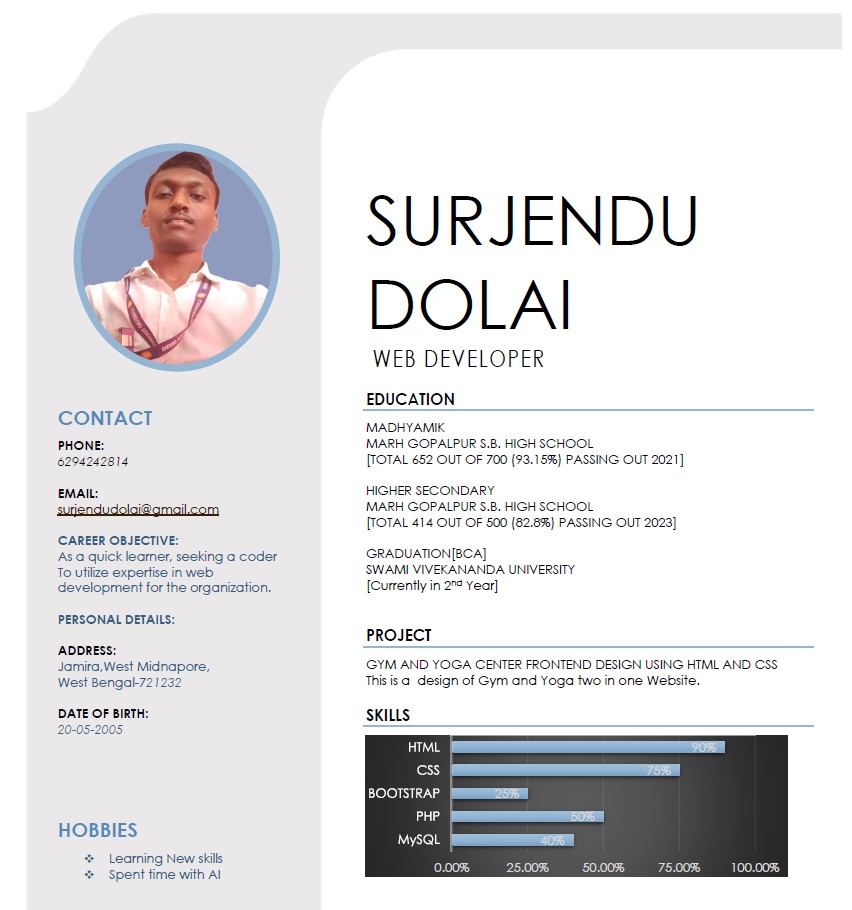 SURJENDU
DOLAI
WEB DEVELOPER
CONTACT
PHONE:
6294242814
EMAIL:
surjendudolai@gmail.com
CAREER OBJECTIVE:
As a quick learner, seeking a coder
To utilize expertise in web
development for the organization.
PERSONAL DETAILS:
ADDRESS:
Jamira,West Midnapore,
West Bengal-721232
DATE OF BIRTH:
20-05-2005
HOBBIES
❖ Learning New skills
❖ Spent time with AI
EDUCATION
MADHYAMIK
MARH GOPALPUR S.B. HIGH SCHOOL
[TOTAL 652 OUT OF 700 (93.15%) PASSING OUT 2021]
HIGHER SECONDARY
MARH GOPALPUR S.B. HIGH SCHOOL
[TOTAL 414 OUT OF 500 (82.8%) PASSING OUT 2023]
GRADUATION[BCA]
SWAMI VIVEKANANDA UNIVERSITY
[Currently in 2nd Year]
PROJECT
GYM AND YOGA CENTER FRONTEND DESIGN USING HTML AND CSS
This is a design of Gym and Yoga two in one Website.
SKILLS
HTML 90%
CSS 75%
BOOTSTRAP 25%
PHP 50%
MySQL 40%
0.00% 25.00% 50.00% 75.00% 100.00%